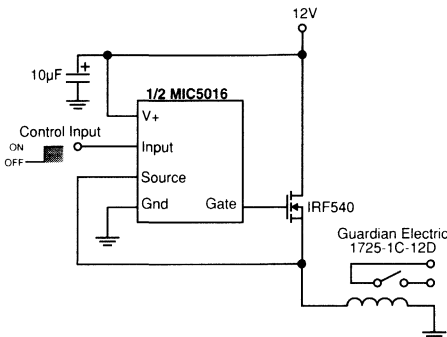 12V
10µF
+
1/2 MIC5016
V+
Control Input
ON
OFF
Input
Source
Gnd
Gate
IRF540
Guardian Electric
1725-1C-12D